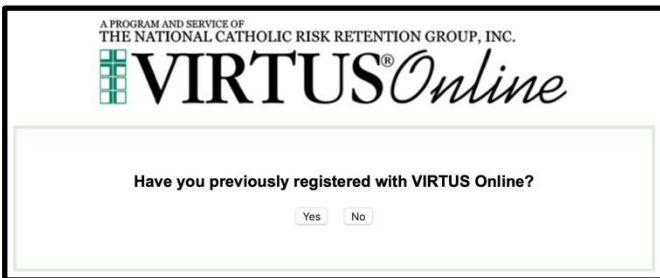 A PROGRAM AND SERVICE OF
THE NATIONAL CATHOLIC RISK RETENTION GROUP, INC.
VIRTUS®Online
Have you previously registered with VIRTUS Online?
Yes No